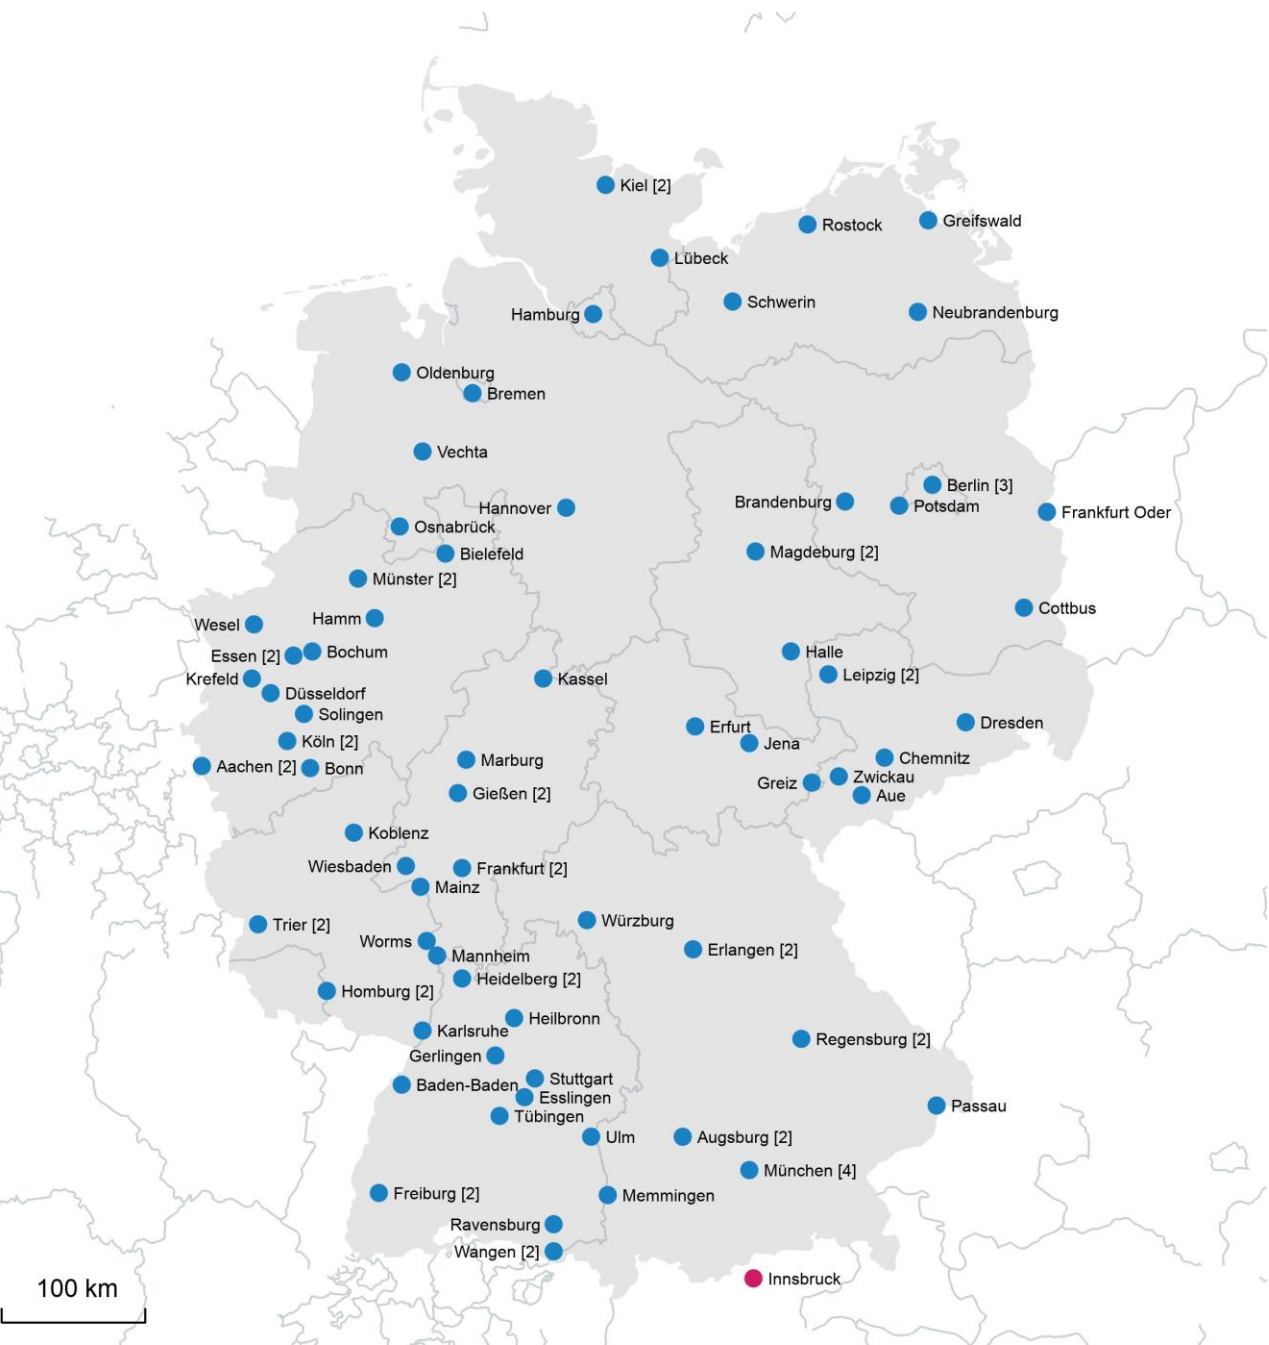 Kiel [2]
Greifswald
Rostock
Lübeck
Schwerin
Hamburg
Neubrandenburg
Oldenburg
Bremen
Vechta
Berlin [3]
Brandenburg
Potsdam
Hannover
Frankfurt Oder
Osnabrück
Bielefeld
Magdeburg [2]
Münster [2]
Cottbus
Hamm
Wesel
Bochum
Halle
Essen [2]
Leipzig [2]
Krefeld
Kassel
Düsseldorf
Solingen
Dresden
Erfurt
Köln [2]
Jena
Chemnitz
Marburg
Aachen [2]
Bonn
Zwickau
Greiz
Gießen [2]
Aue
Koblenz
Wiesbaden
Frankfurt [2]
Mainz
Würzburg
Trier [2]
Worms
Erlangen [2]
Mannheim
Heidelberg [2]
Homburg [2]
Heilbronn
Karlsruhe
Regensburg [2]
Gerlingen
Stuttgart
Baden-Baden
Esslingen
Passau
Tübingen
Ulm
Augsburg [2]
München [4]
Freiburg [2]
Memmingen
Ravensburg
Wangen [2]
Innsbruck
100 km